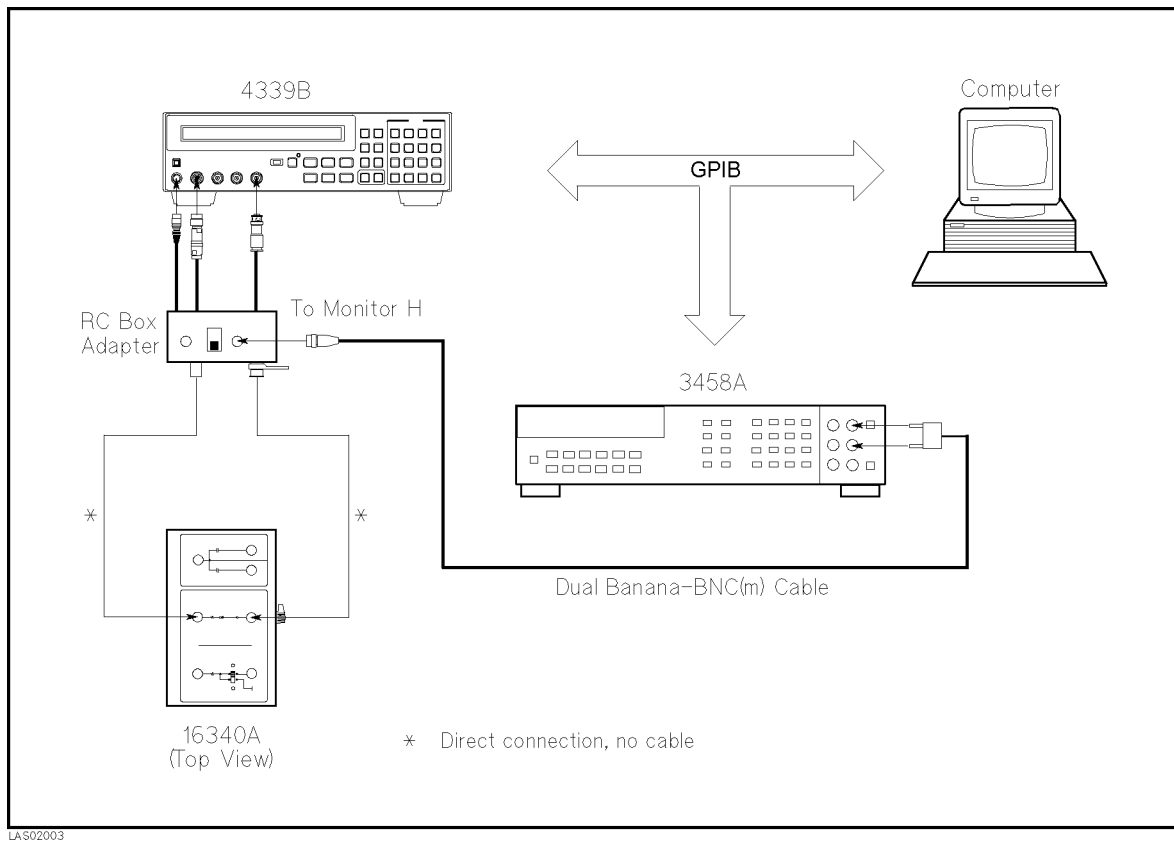 4339B
Computer
GPIB
RC Box
Adapter
To Monitor H
3458A
*
*
Dual Banana-BNC(m) Cable
16340A
(Top View)
* Direct connection, no cable
LAS02003